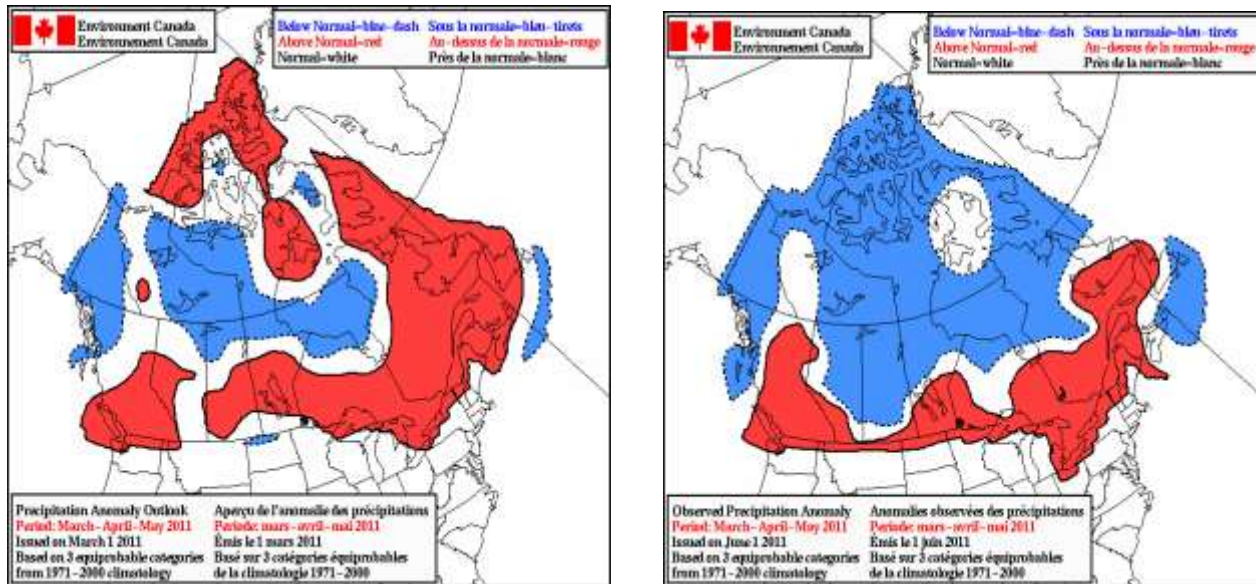 Environment Canada
Environnement Canada
Below Normal-blue-dash Sous la normale-bleu-tirets
Above Normal-red Au-dessus de la normale-rouge
Normal-white Près de la normale-blanc
Precipitation Anomaly Outlook Aperçu de l'anomalie des précipitations
Period: March-April-May 2011 Periode: mars-avril-mai 2011
Issued on March 1 2011 Émis le 1 mars 2011
Based on 3 equiprobable categories Basé sur 3 catégories équiprobables
from 1971-2000 climatology de la climatologie 1971-2000
Environment Canada
Environnement Canada
Below Normal-blue-dash Sous la normale-bleu-tirets
Above Normal-red Au-dessus de la normale-rouge
Normal-white Près de la normale-blanc
Observed Precipitation Anomaly Anomalies observées des précipitations
Period: March-April-May 2011 Periode: mars-avril-mai 2011
Issued on June 1 2011 Émis le 1 juin 2011
Based on 3 equiprobable categories Basé sur 3 catégories équiprobables
from 1971-2000 climatology de la climatologie 1971-2000